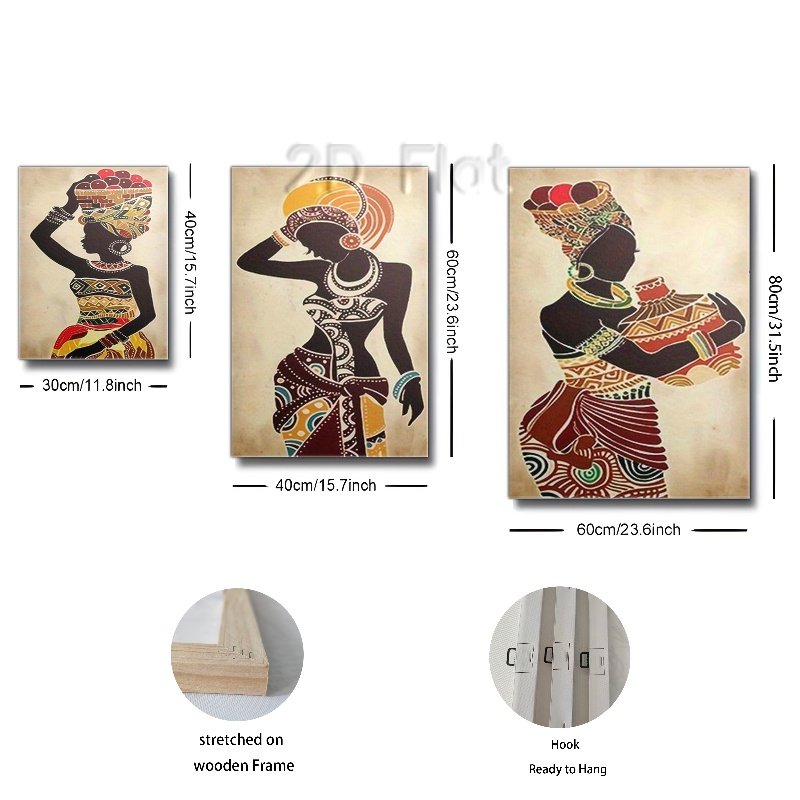 2D Flat
40cm/15.7inch
60cm/23.6inch
80cm/31.5inch
30cm/11.8inch
40cm/15.7inch
60cm/23.6inch
stretched on
wooden Frame
Hook
Ready to Hang